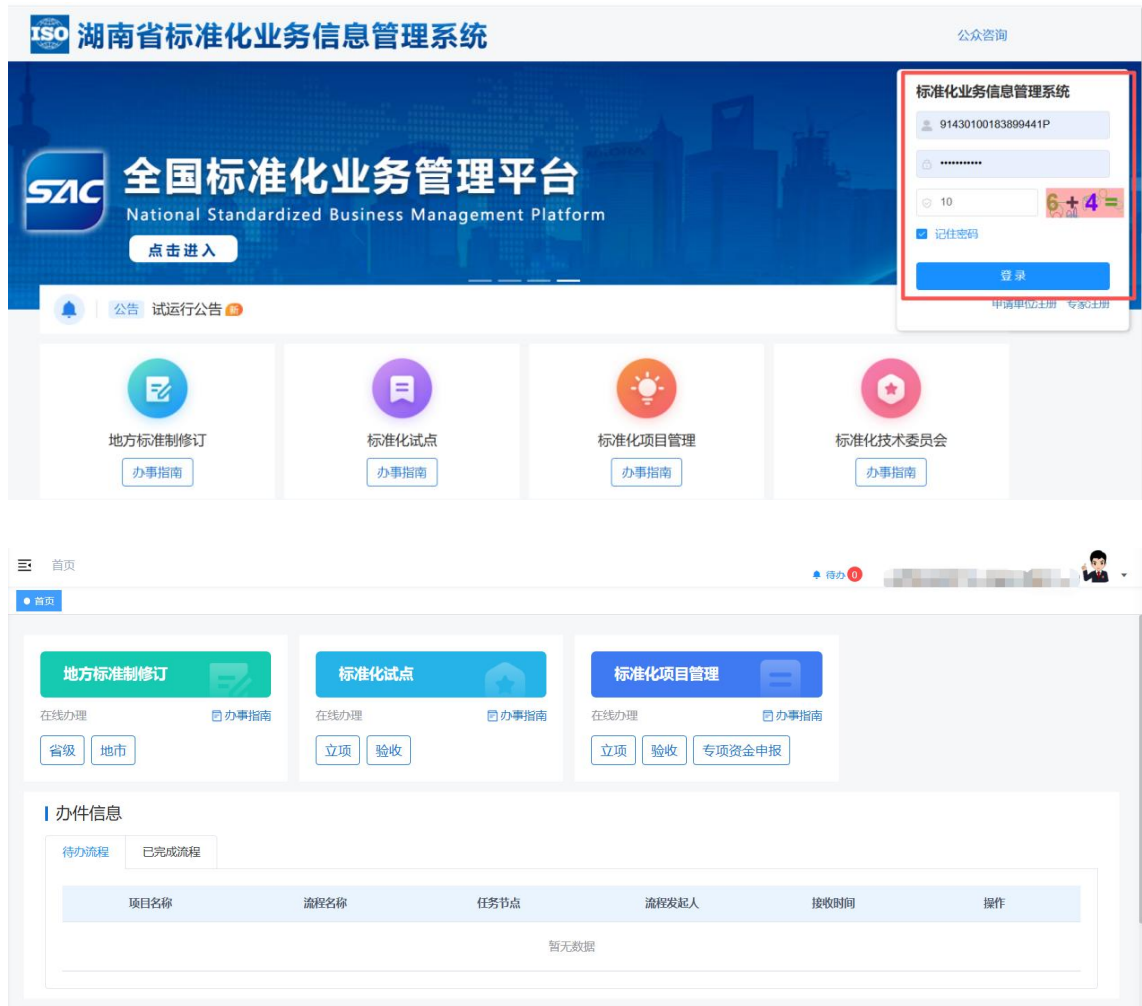 ISO 湖南省标准化业务信息管理系统
公众咨询
标准化业务信息管理系统
91430100183899441P
•••••••••••
10
6+4=
记住密码
登录
申请单位注册 专家注册
SAC
全国标准化业务管理平台
National Standardized Business Management Platform
点击进入
公告 试运行公告
地方标准制修订
标准化试点
标准化项目管理
标准化技术委员会
办事指南
办事指南
办事指南
办事指南
首页
待办 0
首页
地方标准制修订
标准化试点
标准化项目管理
在线办理 办事指南
在线办理 办事指南
在线办理 办事指南
省级 地市
立项 验收
立项 验收 专项资金申报
办件信息
待办流程 已完成流程
项目名称 流程名称 任务节点 流程发起人 接收时间 操作
暂无数据